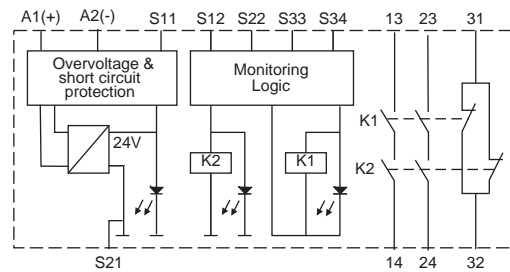 A1(+) A2(-) S11 S12 S22 S33 S34 13 23 31
Overvoltage &
short circuit
protection
Monitoring
Logic
24V
K1
K2
K1
K2
S21
14 24 32